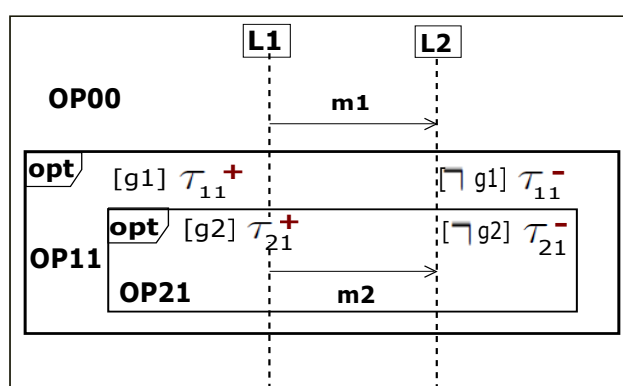 L1 L2
OP00 m1
opt [g1] τ11+ [¬ g1] τ11-
opt [g2] τ21+ [¬ g2] τ21-
OP11
OP21 m2